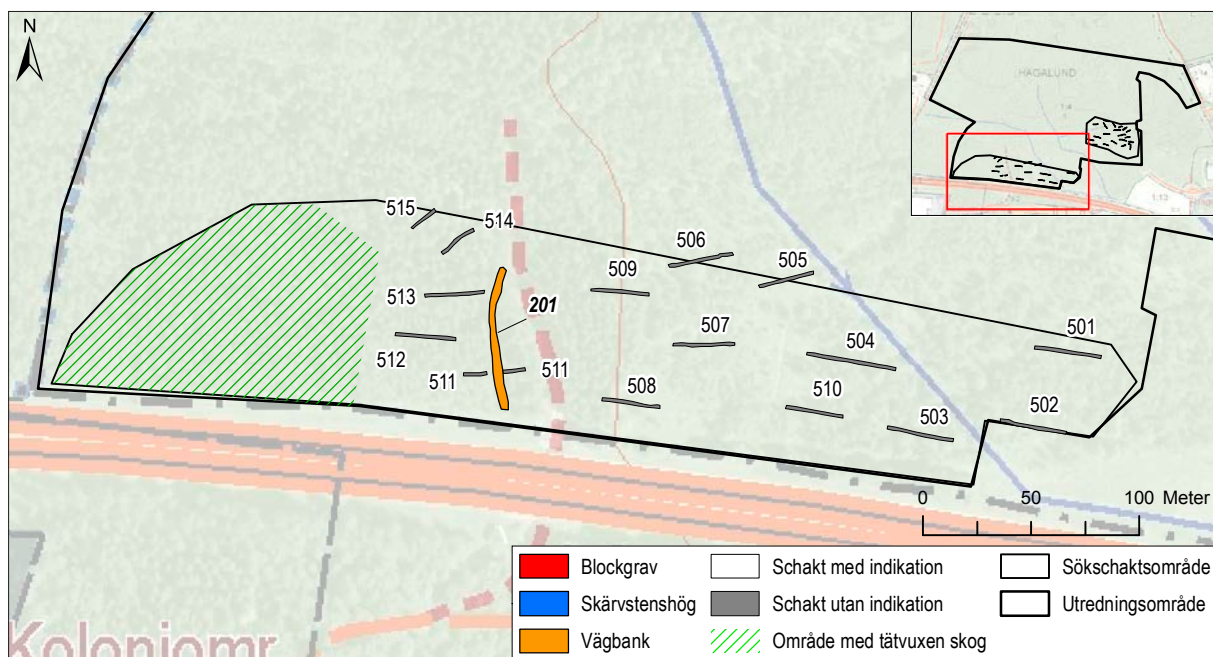 N
HAGALUND
515
514
506
505
509
513
201
501
507
504
512
511
511
508
510
503
502
0 50 100 Meter
Blockgrav
Schakt med indikation
Sökschaktsområde
Skärvstenshög
Schakt utan indikation
Utredningsområde
Vägbank
Område med tätvuxen skog
Koloniomr